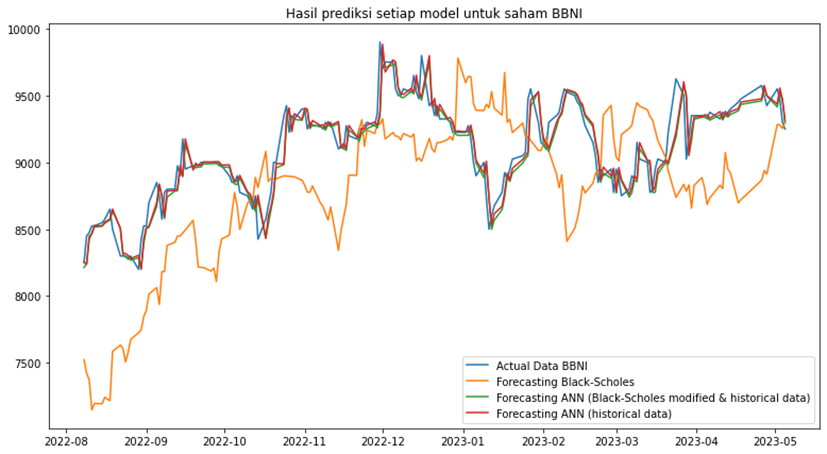 Hasil prediksi setiap model untuk saham BBNI
10000
9500
9000
8500
8000
7500
2022-08 2022-09 2022-10 2022-11 2022-12 2023-01 2023-02 2023-03 2023-04 2023-05
Actual Data BBNI
Forecasting Black-Scholes
Forecasting ANN (Black-Scholes modified & historical data)
Forecasting ANN (historical data)